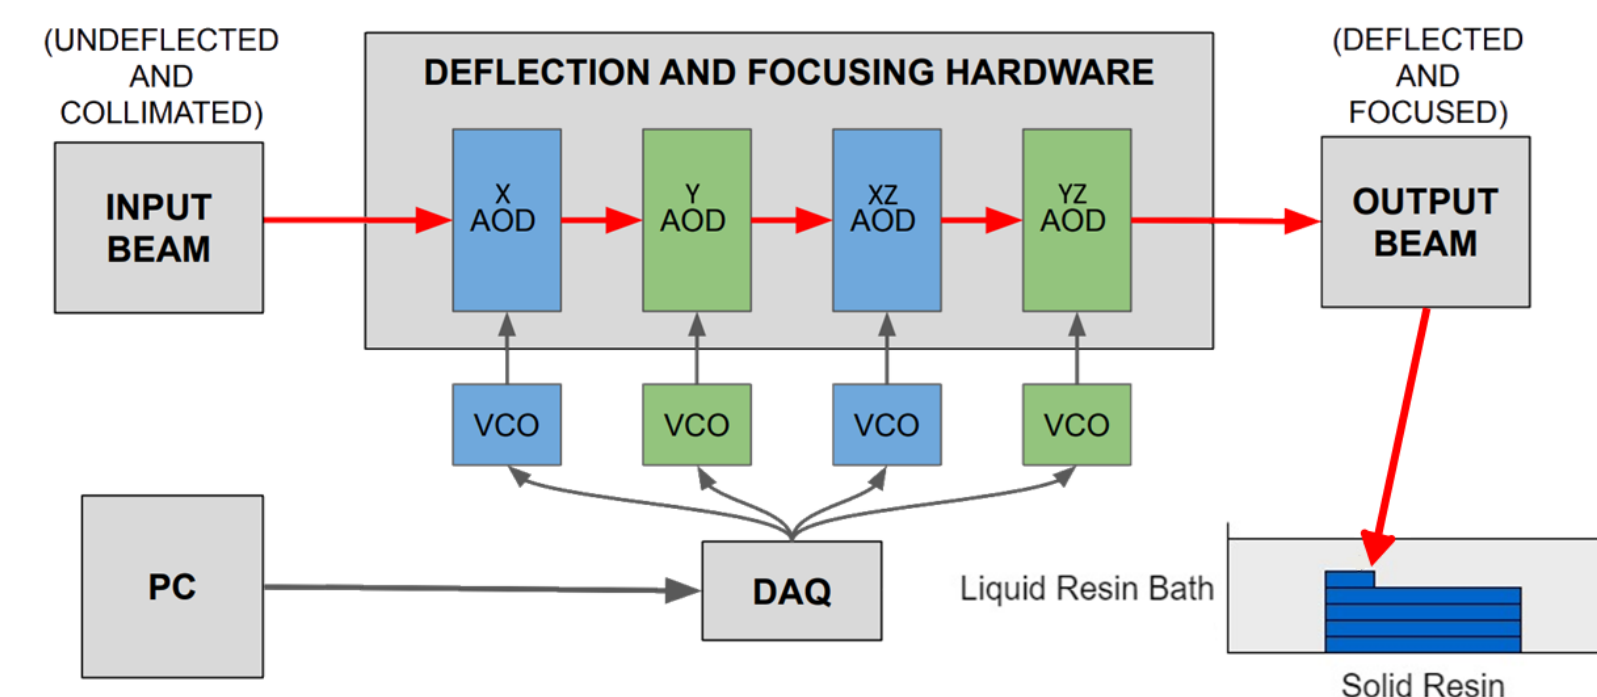 (UNDEFLECTED
AND
COLLIMATED)
INPUT
BEAM
DEFLECTION AND FOCUSING HARDWARE
X
AOD
Y
AOD
XZ
AOD
YZ
AOD
(DEFLECTED
AND
FOCUSED)
OUTPUT
BEAM
VCO
VCO
VCO
VCO
PC
DAQ
Liquid Resin Bath
Solid Resin